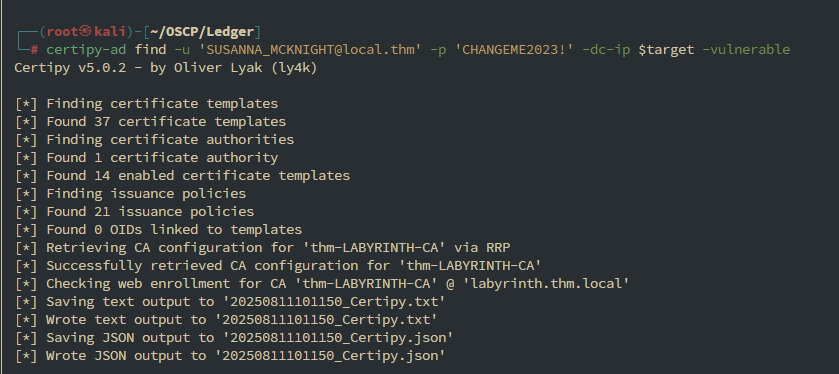 ┌──(root㉿kali)-[~/OSCP/Ledger]
└─# certipy-ad find -u 'SUSANNA_MCKNIGHT@local.thm' -p 'CHANGEME2023!' -dc-ip $target -vulnerable
Certipy v5.0.2 - by Oliver Lyak (ly4k)
[*] Finding certificate templates
[*] Found 37 certificate templates
[*] Finding certificate authorities
[*] Found 1 certificate authority
[*] Found 14 enabled certificate templates
[*] Finding issuance policies
[*] Found 21 issuance policies
[*] Found 0 OIDs linked to templates
[*] Retrieving CA configuration for 'thm-LABYRINTH-CA' via RRP
[*] Successfully retrieved CA configuration for 'thm-LABYRINTH-CA'
[*] Checking web enrollment for CA 'thm-LABYRINTH-CA' @ 'labyrinth.thm.local'
[*] Saving text output to '20250811101150_Certipy.txt'
[*] Wrote text output to '20250811101150_Certipy.txt'
[*] Saving JSON output to '20250811101150_Certipy.json'
[*] Wrote JSON output to '20250811101150_Certipy.json'